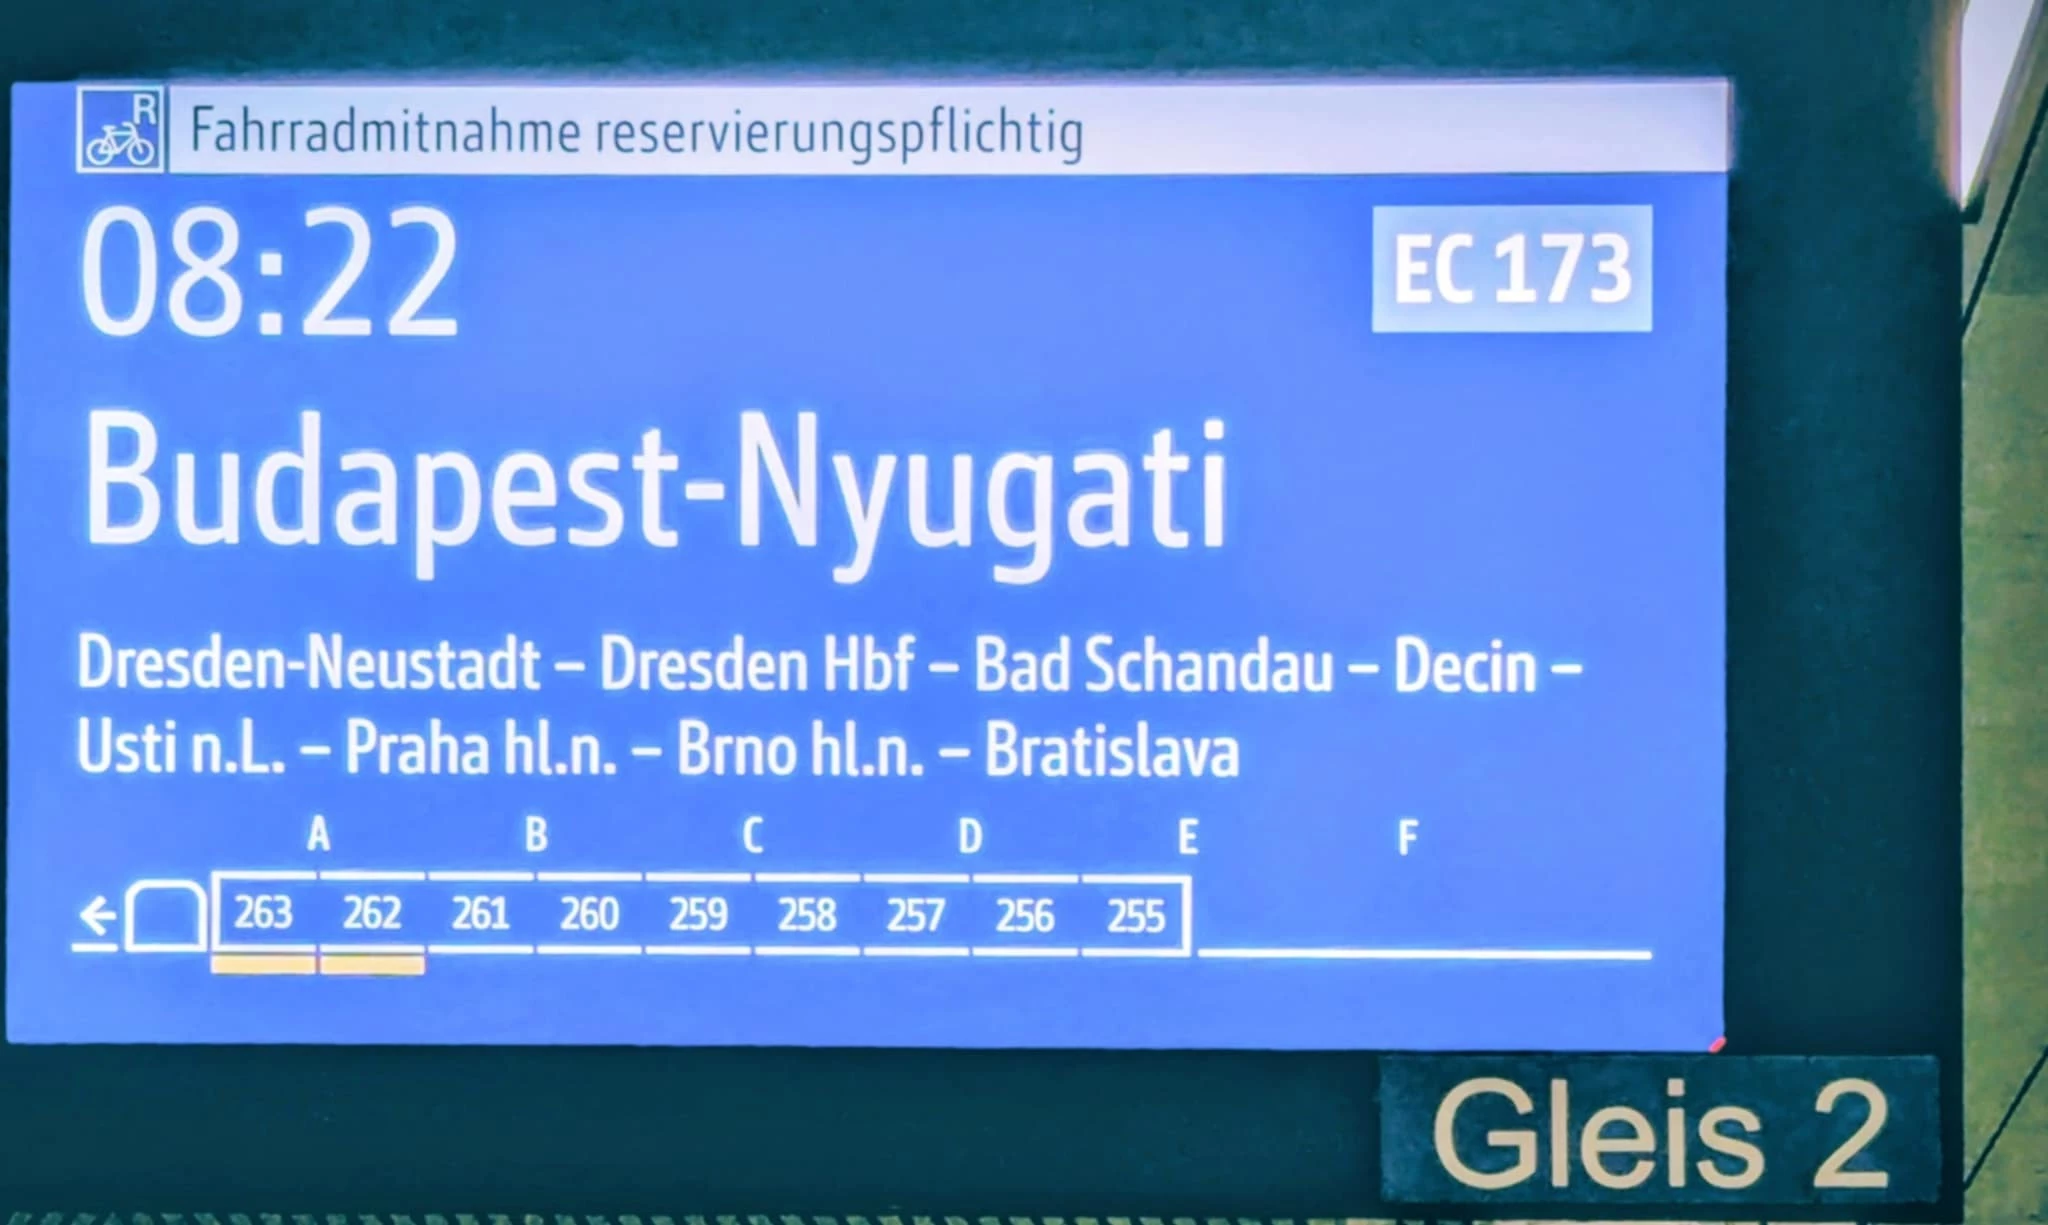 R Fahrradmitnahme reservierungspflichtig
08:22 EC 173
Budapest-Nyugati
Dresden-Neustadt – Dresden Hbf – Bad Schandau – Decin –
Usti n.L. – Praha hl.n. – Brno hl.n. – Bratislava
A B C D E F
263 262 261 260 259 258 257 256 255
Gleis 2